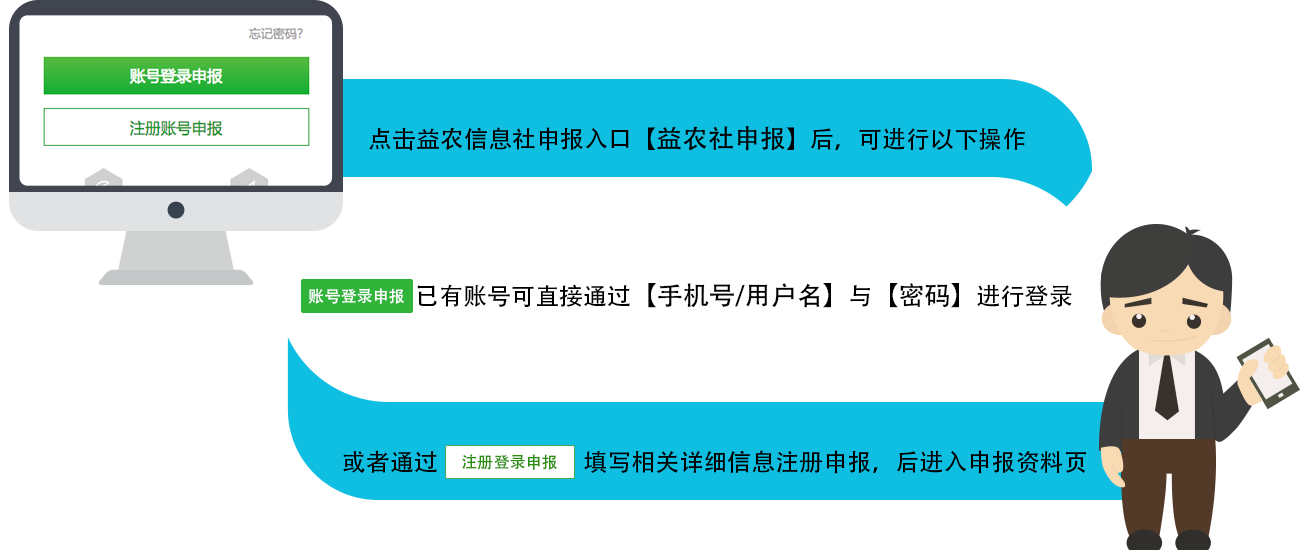 忘记密码?
账号登录申报
注册账号申报
点击益农信息社申报入口【益农社申报】后，可进行以下操作
账号登录申报 已有账号可直接通过【手机号/用户名】与【密码】进行登录
或者通过 注册登录申报 填写相关详细信息注册申报，后进入申报资料页